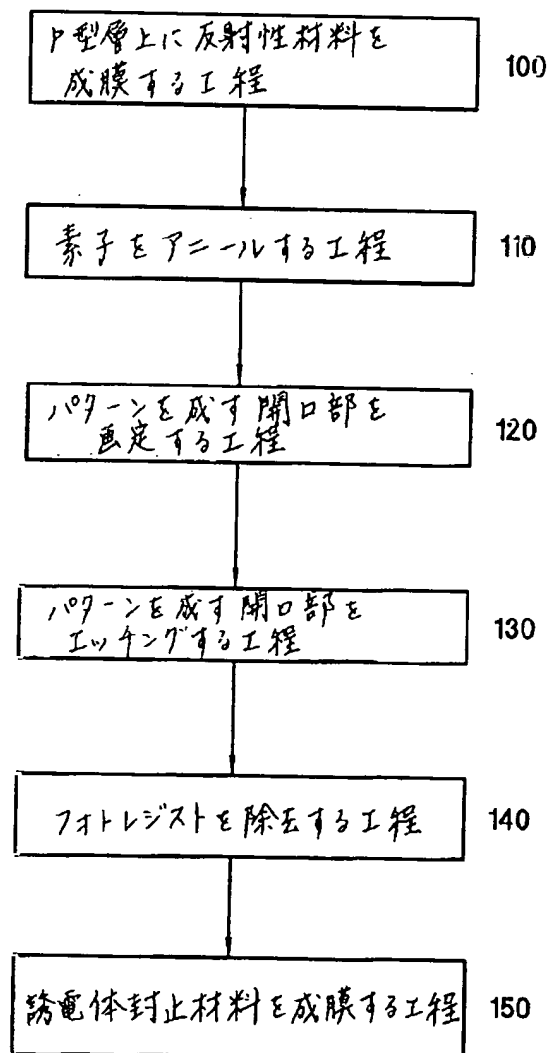 P型層上に反射性材料を
成膜する工程
100
素子をアニールする工程
110
パターンを成す開口部を
画定する工程
120
パターンを成す開口部を
エッチングする工程
130
フォトレジストを除去する工程
140
誘電体封止材料を成膜する工程
150